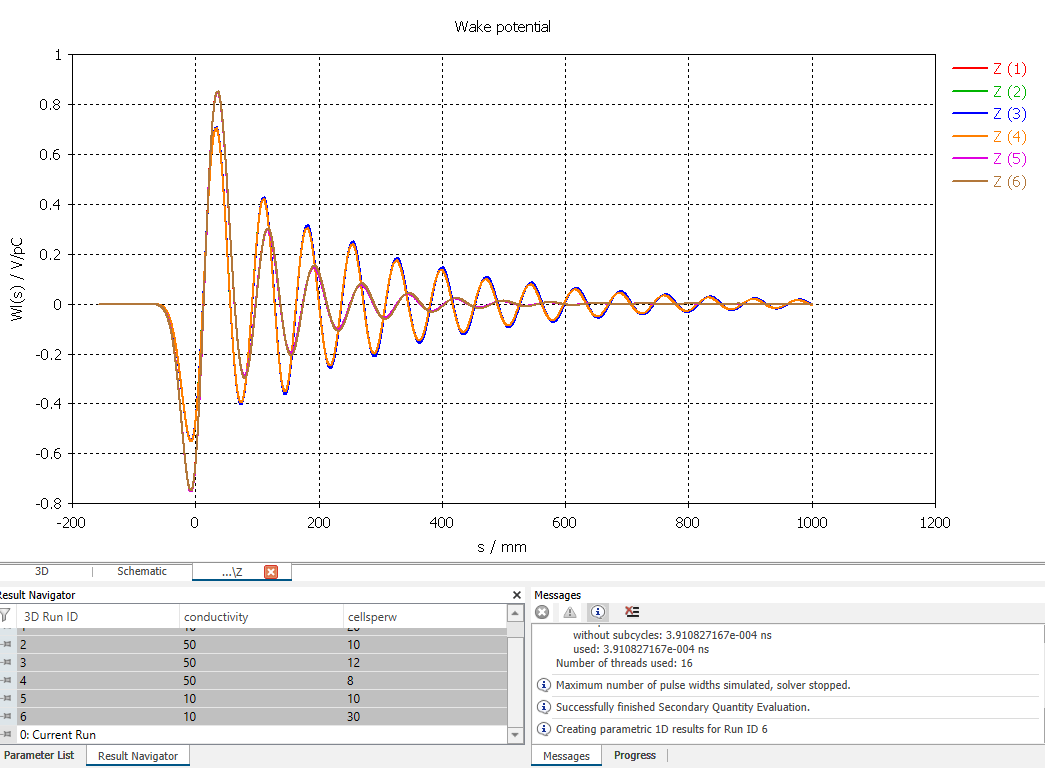 Wake potential
1
0.8
0.6
0.4
0.2
0
-0.2
-0.4
-0.6
-0.8
-200 0 200 400 600 800 1000 1200
W(s) / V/pC
s / mm
Z (1)
Z (2)
Z (3)
Z (4)
Z (5)
Z (6)
3D Schematic ...\Z
Result Navigator
3D Run ID conductivity cellsperw
2 50 10
3 50 12
4 50 8
5 10 10
6 10 30
0: Current Run
Parameter List Result Navigator
Messages
without subcycles: 3.910827167e-004 ns
used: 3.910827167e-004 ns
Number of threads used: 16
Maximum number of pulse widths simulated, solver stopped.
Successfully finished Secondary Quantity Evaluation.
Creating parametric 1D results for Run ID 6
Messages Progress